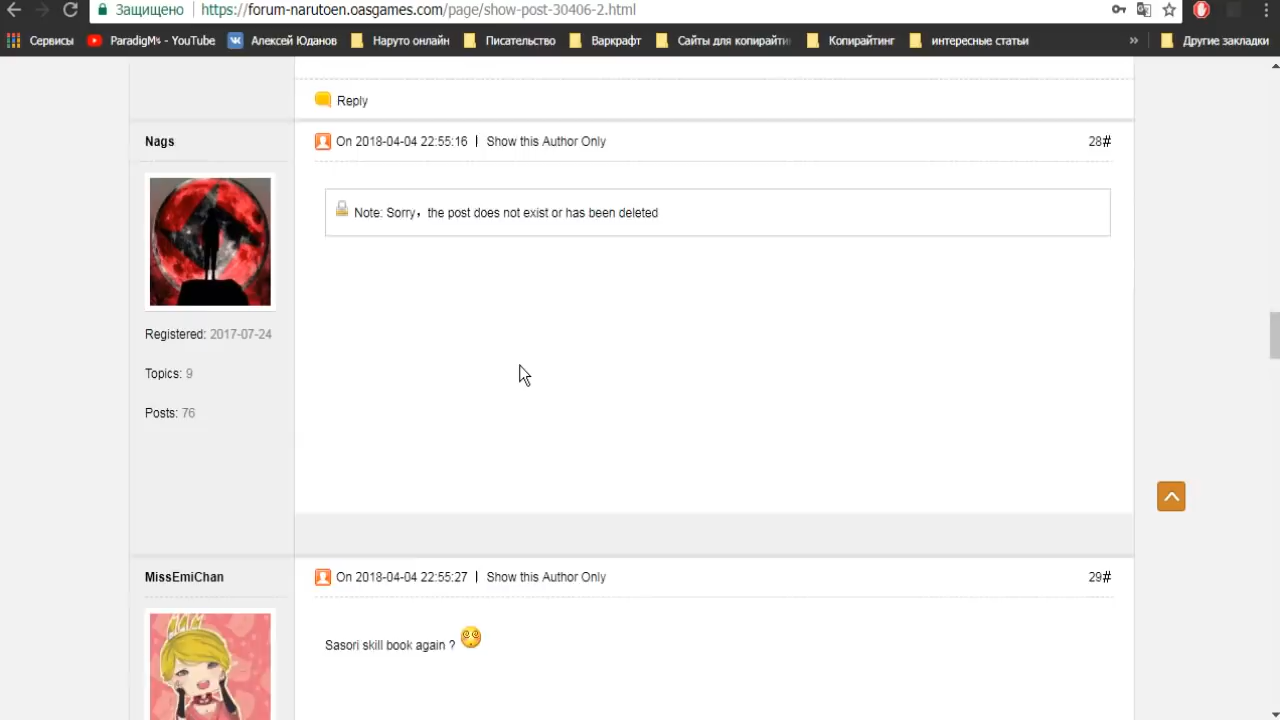 Защищено https://forum-narutoen.oasgames.com/page/show-post-30406-2.html
Сервисы ParadigMъ - YouTube Алексей Юданов Наруто онлайн Писательство Варкрафт Сайты для копирайти Копирайтинг интересные статьи » Другие закладки
Reply
Nags
On 2018-04-04 22:55:16 | Show this Author Only 28#
Note: Sorry，the post does not exist or has been deleted
Registered: 2017-07-24
Topics: 9
Posts: 76
MissEmiChan
On 2018-04-04 22:55:27 | Show this Author Only 29#
Sasori skill book again ?